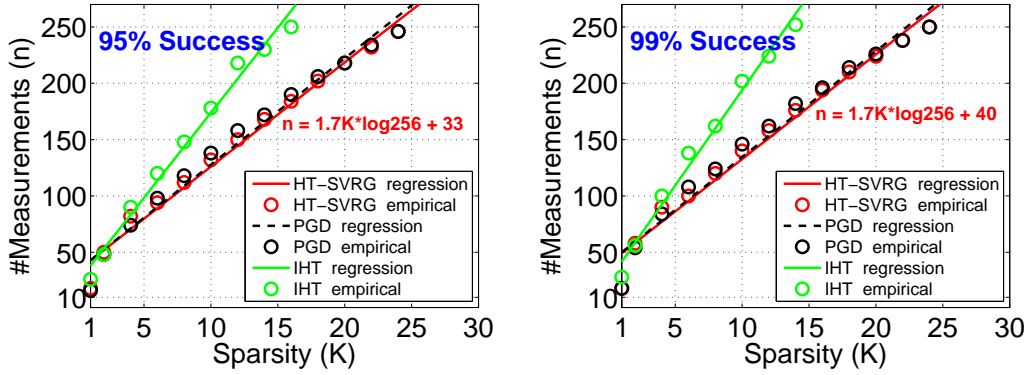 95% Success
n = 1.7K*log256 + 33
HT-SVRG regression
HT-SVRG empirical
PGD regression
PGD empirical
IHT regression
IHT empirical
#Measurements (n)
250
200
150
100
50
10
1 5 10 15 20 25 30
Sparsity (K)
99% Success
n = 1.7K*log256 + 40
HT-SVRG regression
HT-SVRG empirical
PGD regression
PGD empirical
IHT regression
IHT empirical
#Measurements (n)
250
200
150
100
50
10
1 5 10 15 20 25 30
Sparsity (K)